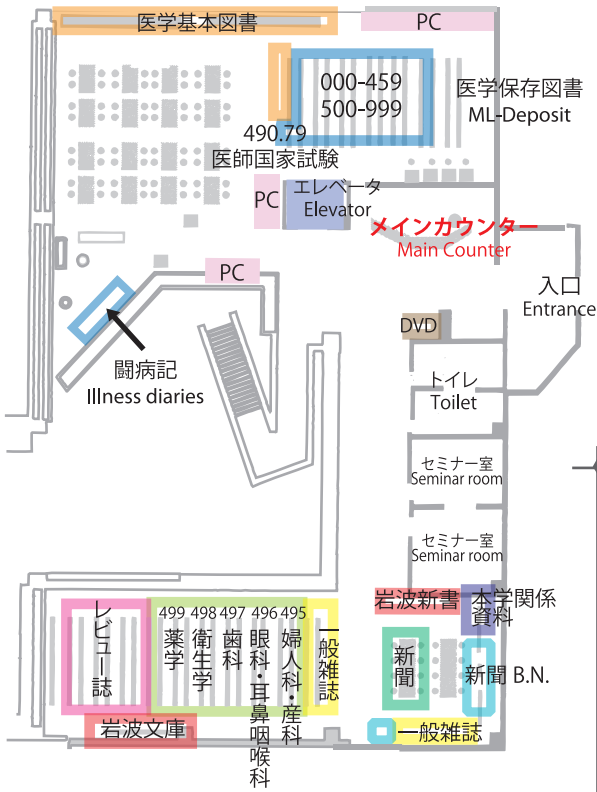 医学基本図書
PC
000-459
500-999
医学保存図書
ML-Deposit
490.79
医師国家試験
PC
エレベータ
Elevator
メインカウンター
Main Counter
入口
Entrance
PC
DVD
闘病記
Illness diaries
トイレ
Toilet
セミナー室
Seminar room
セミナー室
Seminar room
レビュー誌
499
薬学
498
衛生学
497
歯科
496
眼科・耳鼻咽喉科
495
婦人科・産科
一般雑誌
岩波新書
本学関係
資料
新聞
新聞 B.N.
岩波文庫
一般雑誌